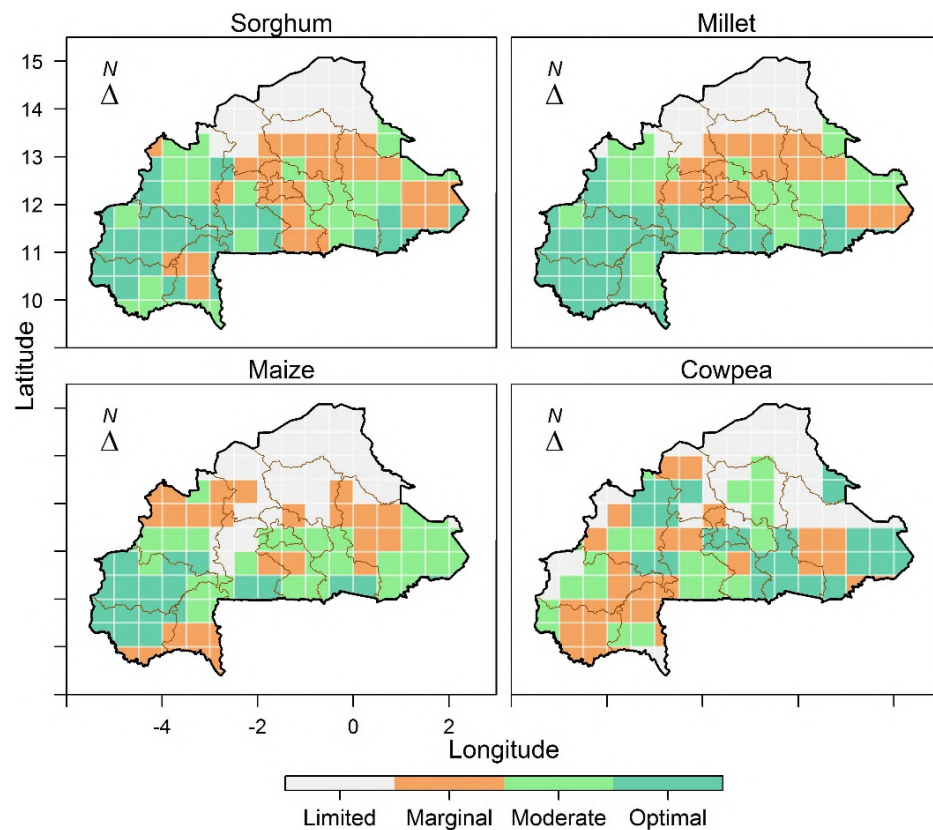 Sorghum
Millet
N
Δ
N
Δ
15
14
13
12
11
10
Latitude
Maize
Cowpea
N
Δ
N
Δ
-4
-2
0
2
Longitude
Limited
Marginal
Moderate
Optimal